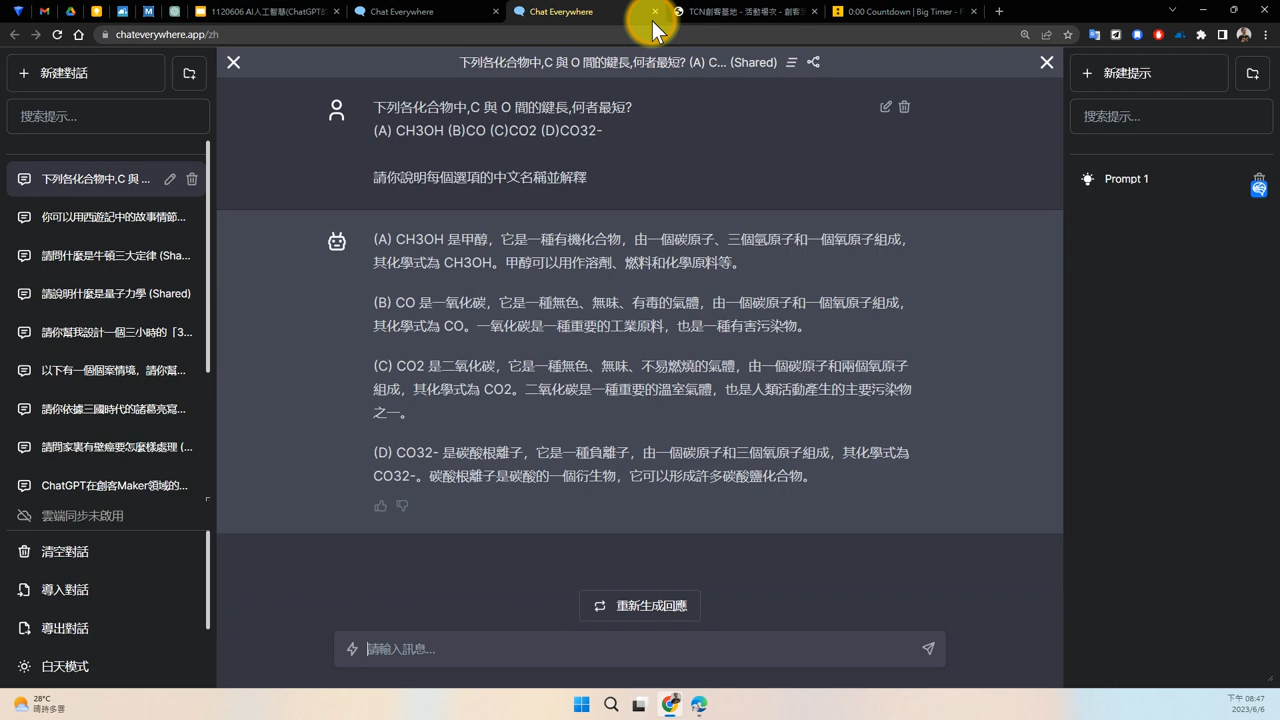 1120606 AI人工智慧(ChatGPT的
Chat Everywhere
Chat Everywhere
TCN創客基地 - 活動場次 - 創客
0:00 Countdown | Big Timer - F
chateverywhere.app/zh
新建對話
搜索提示...
下列各化合物中,C 與 ...
你可以用西遊記中的故事情節...
請問什麼是牛頓三大定律 (Sha...
請說明什麼是量子力學 (Shared)
請你幫我設計一個三小時的「3...
以下有一個個案情境，請你幫...
請你依據三國時代的諸葛亮寫...
請問家裏有壁癌要怎麼樣處理 (...
ChatGPT在創客Maker領域的...
雲端同步未啟用
清空對話
導入對話
導出對話
白天模式
下列各化合物中,C 與 O 間的鍵長,何者最短? (A) C... (Shared)
下列各化合物中,C 與 O 間的鍵長,何者最短?
(A) CH3OH (B)CO (C)CO2 (D)CO32-
請你說明每個選項的中文名稱並解釋
(A) CH3OH 是甲醇，它是一種有機化合物，由一個碳原子、三個氫原子和一個氧原子組成，
其化學式為 CH3OH。甲醇可以用作溶劑、燃料和化學原料等。
(B) CO 是一氧化碳，它是一種無色、無味、有毒的氣體，由一個碳原子和一個氧原子組成，
其化學式為 CO。一氧化碳是一種重要的工業原料，也是一種有害污染物。
(C) CO2 是二氧化碳，它是一種無色、無味、不易燃燒的氣體，由一個碳原子和兩個氧原子
組成，其化學式為 CO2。二氧化碳是一種重要的溫室氣體，也是人類活動產生的主要污染物
之一。
(D) CO32- 是碳酸根離子，它是一種負離子，由一個碳原子和三個氧原子組成，其化學式為
CO32-。碳酸根離子是碳酸的一個衍生物，它可以形成許多碳酸鹽化合物。
重新生成回應
請輸入訊息...
新建提示
搜索提示...
Prompt 1
28°C
晴時多雲
下午 08:47
2023/6/6